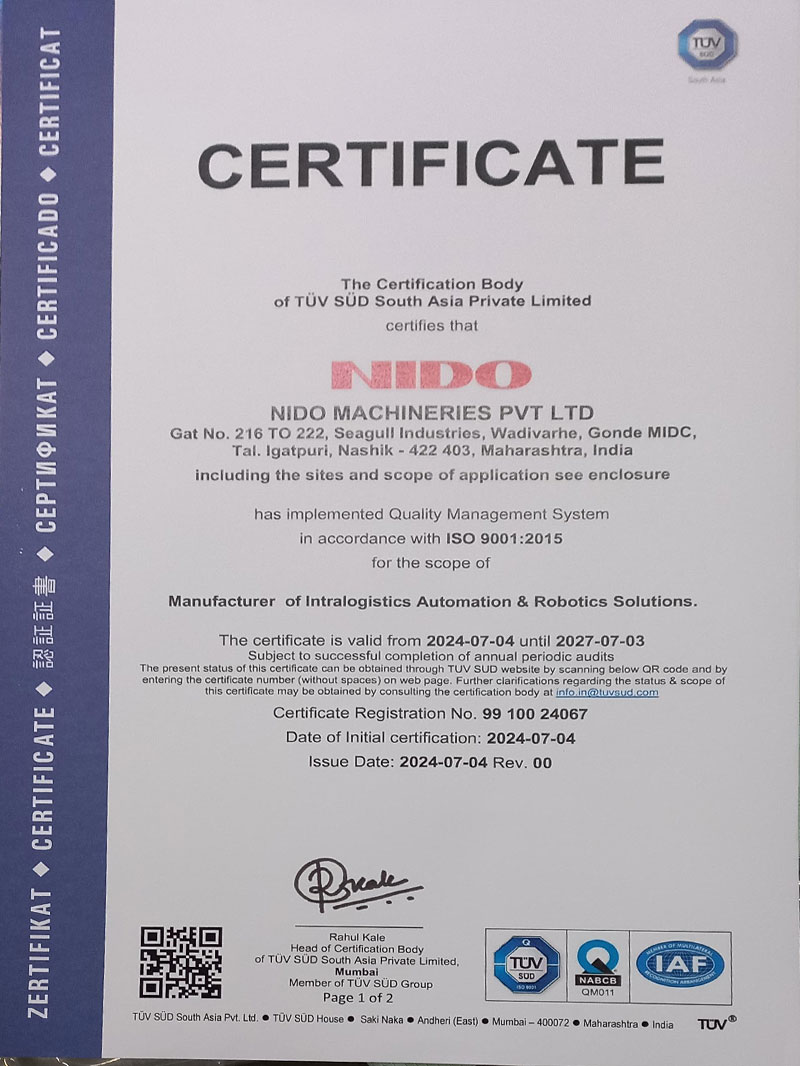 ZERTIFIKAT ◆ CERTIFICATE ◆ 認証証書 ◆ СЕРТИФИКАТ ◆ CERTIFICADO ◆ CERTIFICAT
TÜV
SÜD
South Asia
CERTIFICATE
The Certification Body
of TÜV SÜD South Asia Private Limited
certifies that
NIDO
NIDO MACHINERIES PVT LTD
Gat No. 216 TO 222, Seagull Industries, Wadivarhe, Gonde MIDC,
Tal. Igatpuri, Nashik - 422 403, Maharashtra, India
including the sites and scope of application see enclosure
has implemented Quality Management System
in accordance with ISO 9001:2015
for the scope of
Manufacturer of Intralogistics Automation & Robotics Solutions.
The certificate is valid from 2024-07-04 until 2027-07-03
Subject to successful completion of annual periodic audits
The present status of this certificate can be obtained through TUV SUD website by scanning below QR code and by
entering the certificate number (without spaces) on web page. Further clarifications regarding the status & scope of
this certificate may be obtained by consulting the certification body at info.in@tuvsud.com
Certificate Registration No. 99 100 24067
Date of Initial certification: 2024-07-04
Issue Date: 2024-07-04 Rev. 00
Rahul Kale
Head of Certification Body
of TÜV SÜD South Asia Private Limited,
Mumbai
Member of TÜV SÜD Group
Page 1 of 2
Q
TÜV
SÜD
ISO 9001
NABCB
QM011
MEMBER OF MULTILATERAL
IAF
RECOGNITION ARRANGEMENT
TÜV SÜD South Asia Pvt. Ltd. ● TÜV SÜD House ● Saki Naka ● Andheri (East) ● Mumbai – 400072 ● Maharashtra ● India
TÜV®